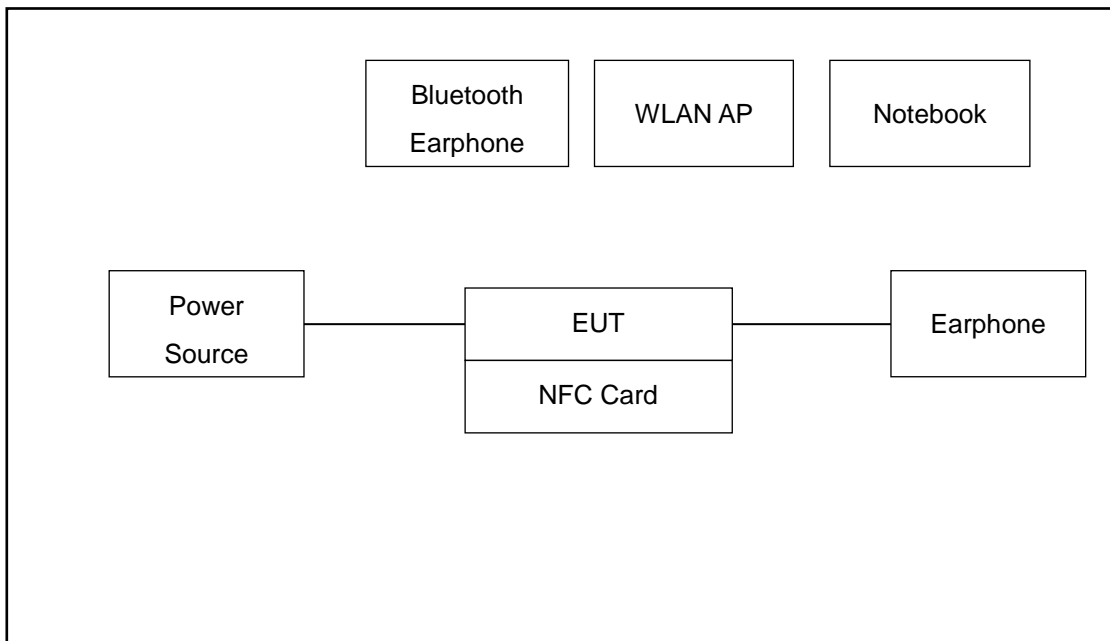 Bluetooth
Earphone
WLAN AP
Notebook
Power
Source
EUT
NFC Card
Earphone